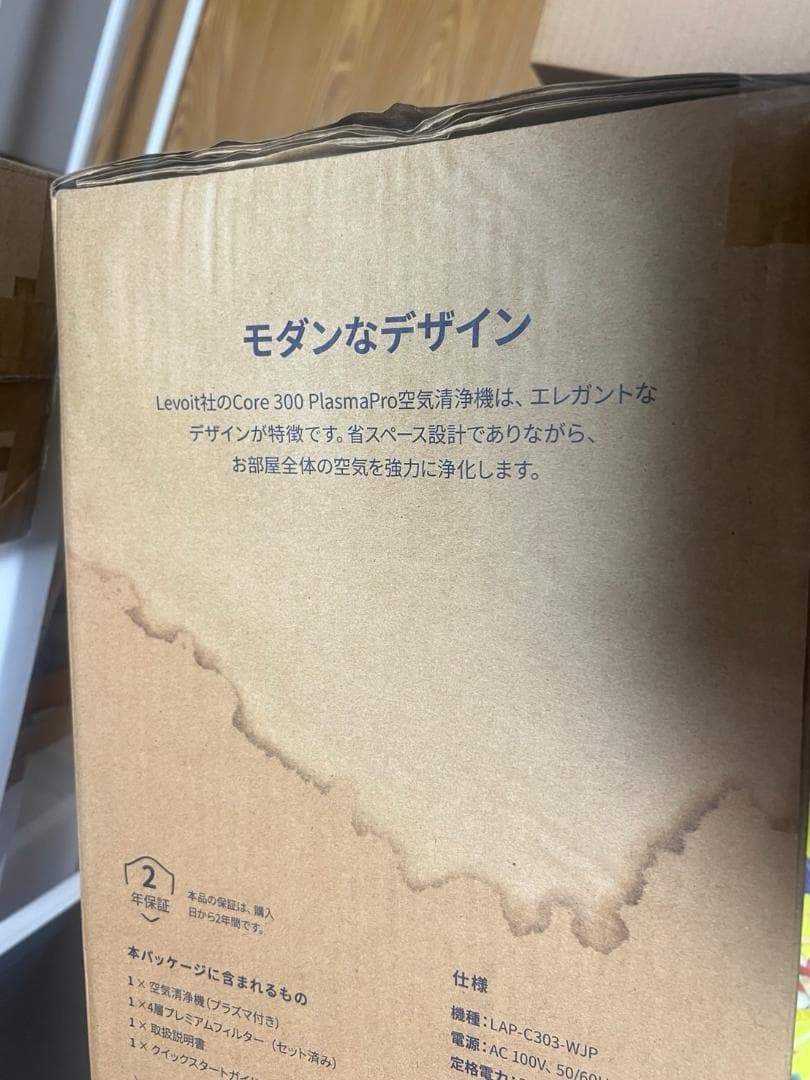 モダンなデザイン
Levoit社のCore 300 PlasmaPro空気清浄機は、エレガントな
デザインが特徴です。省スペース設計でありながら、
お部屋全体の空気を強力に浄化します。
2
年保証
本品の保証は、購入
日から2年間です。
本パッケージに含まれるもの
1 × 空気清浄機(プラズマ付き)
1 ×4層プレミアムフィルター (セット済み)
1 × 取扱説明書
1 × クイックスタートガイド
仕様
機種:LAP-C303-WJP
電源:AC 100V、50/60H
定格電力: